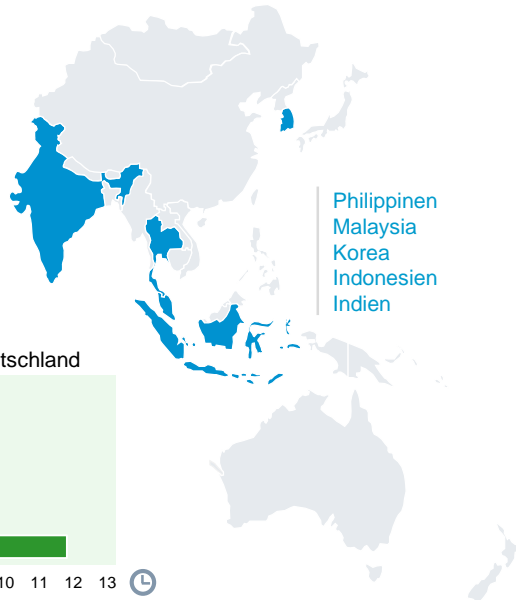 Philippinen
Malaysia
Korea
Indonesien
Indien
tschland
10 11 12 13